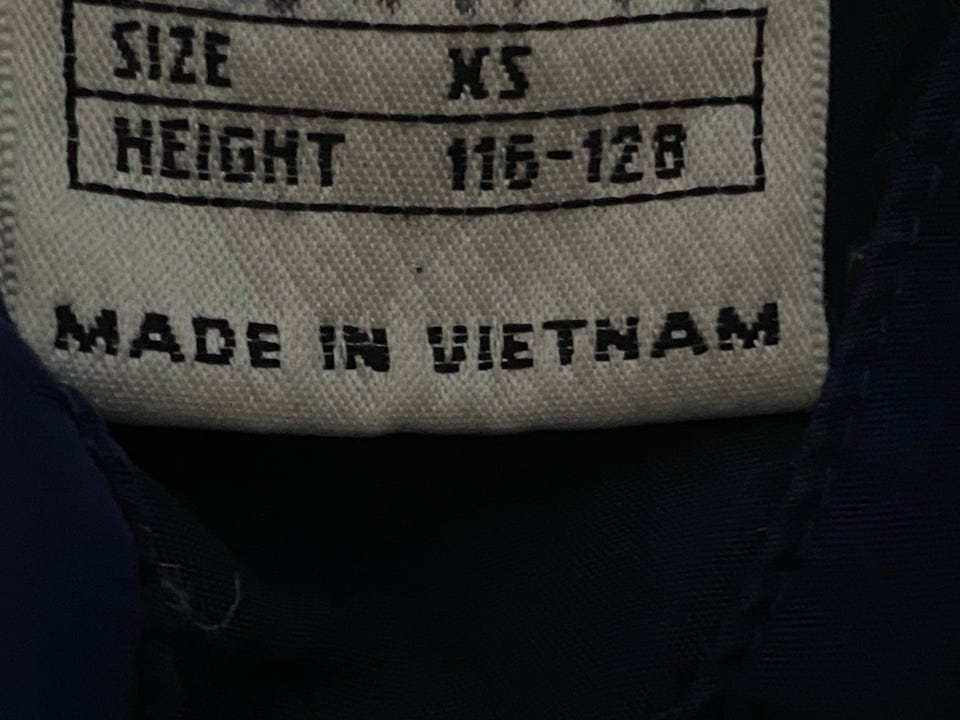 SIZE XS
HEIGHT 116-128
MADE IN VIETNAM